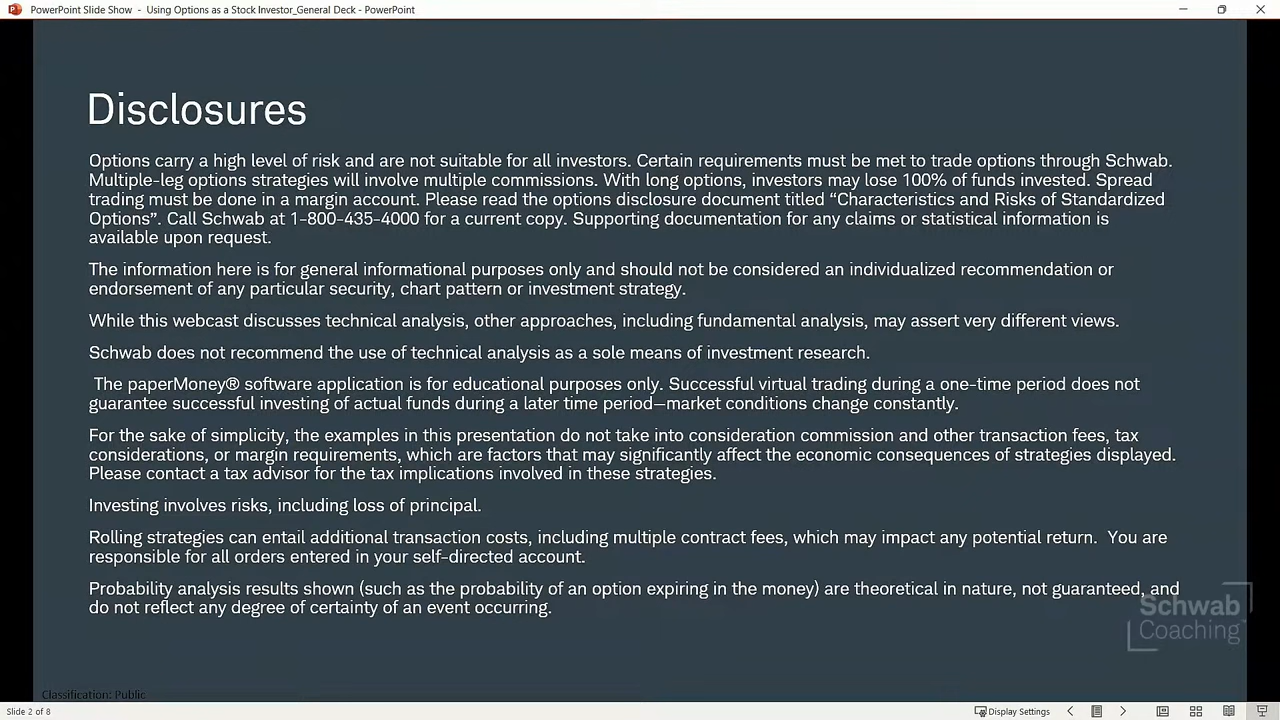 PowerPoint Slide Show - Using Options as a Stock Investor_General Deck - PowerPoint
Disclosures
Options carry a high level of risk and are not suitable for all investors. Certain requirements must be met to trade options through Schwab.
Multiple-leg options strategies will involve multiple commissions. With long options, investors may lose 100% of funds invested. Spread
trading must be done in a margin account. Please read the options disclosure document titled “Characteristics and Risks of Standardized
Options”. Call Schwab at 1-800-435-4000 for a current copy. Supporting documentation for any claims or statistical information is
available upon request.
The information here is for general informational purposes only and should not be considered an individualized recommendation or
endorsement of any particular security, chart pattern or investment strategy.
While this webcast discusses technical analysis, other approaches, including fundamental analysis, may assert very different views.
Schwab does not recommend the use of technical analysis as a sole means of investment research.
The paperMoney® software application is for educational purposes only. Successful virtual trading during a one-time period does not
guarantee successful investing of actual funds during a later time period—market conditions change constantly.
For the sake of simplicity, the examples in this presentation do not take into consideration commission and other transaction fees, tax
considerations, or margin requirements, which are factors that may significantly affect the economic consequences of strategies displayed.
Please contact a tax advisor for the tax implications involved in these strategies.
Investing involves risks, including loss of principal.
Rolling strategies can entail additional transaction costs, including multiple contract fees, which may impact any potential return. You are
responsible for all orders entered in your self-directed account.
Probability analysis results shown (such as the probability of an option expiring in the money) are theoretical in nature, not guaranteed, and
do not reflect any degree of certainty of an event occurring.
Schwab
Coaching™
Classification: Public
Slide 2 of 8
Display Settings